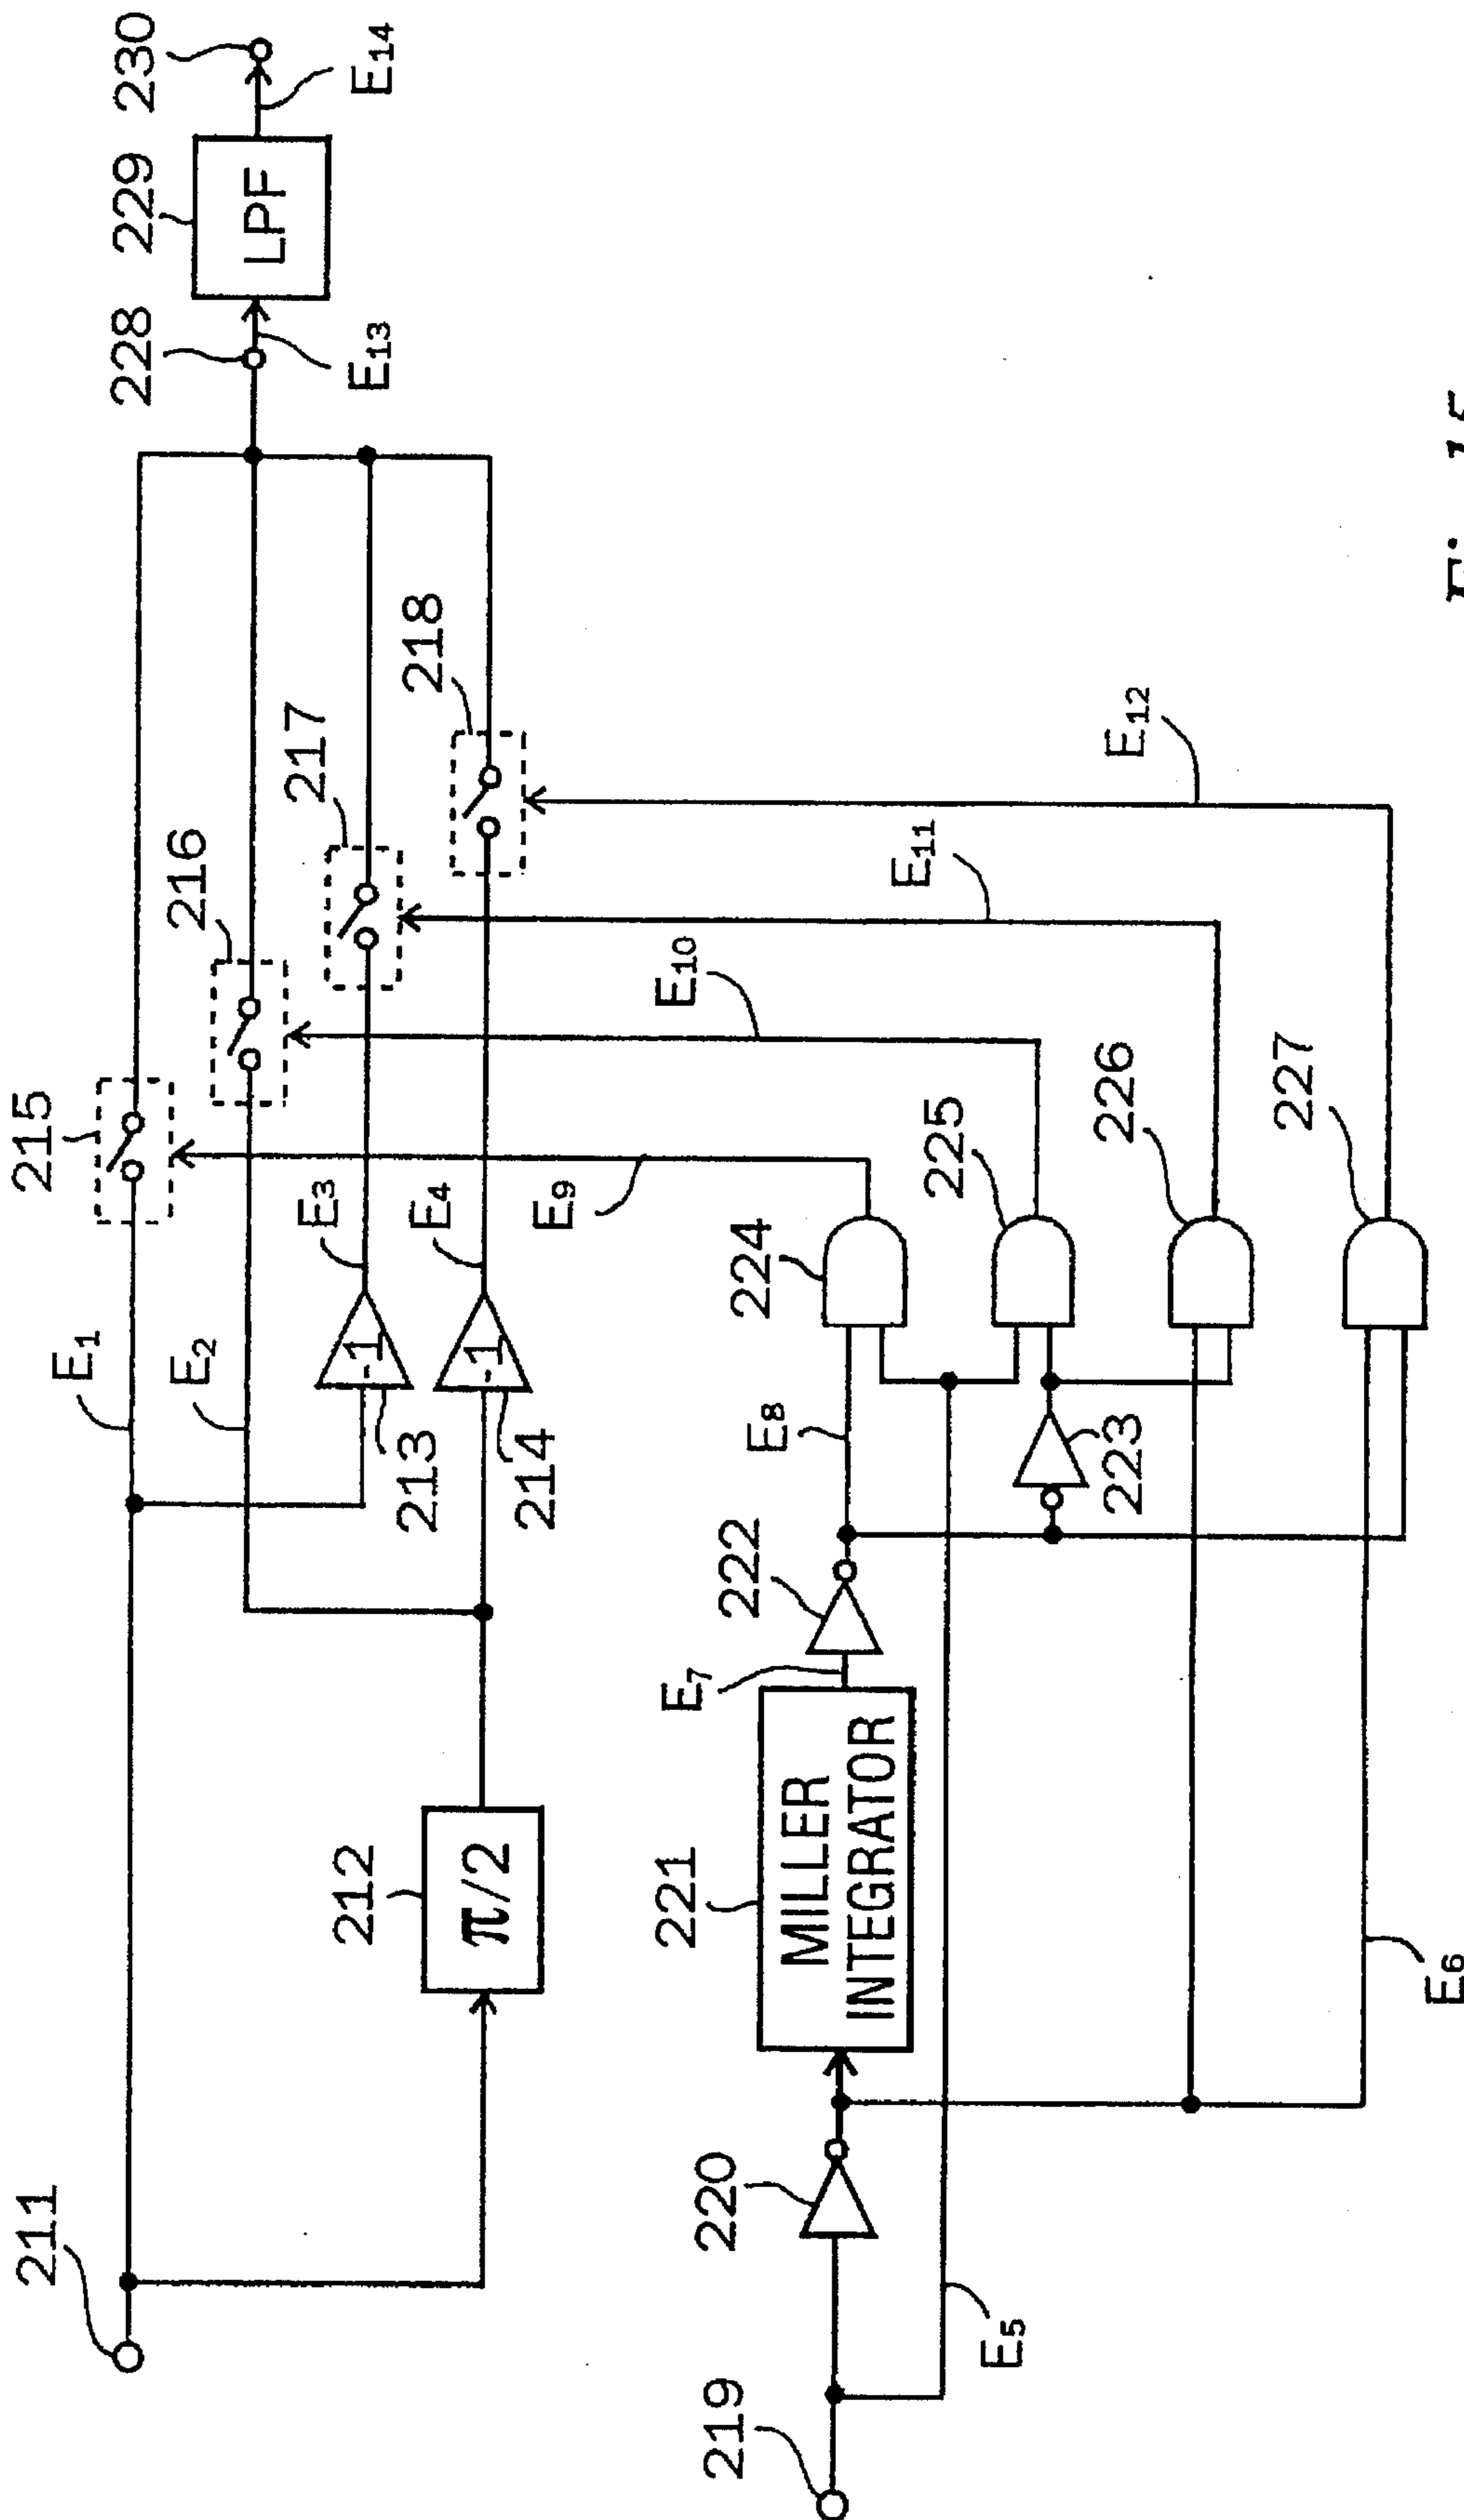 211
E1
215
E2
216
212
π/2
213
-1
E3
217
214
-1
E4
218
228
E13
229
LPF
230
E14
219
220
E5
221
MILLER
INTEGRATOR
E7
222
E8
223
E6
224
225
226
227
E9
E10
E11
E12